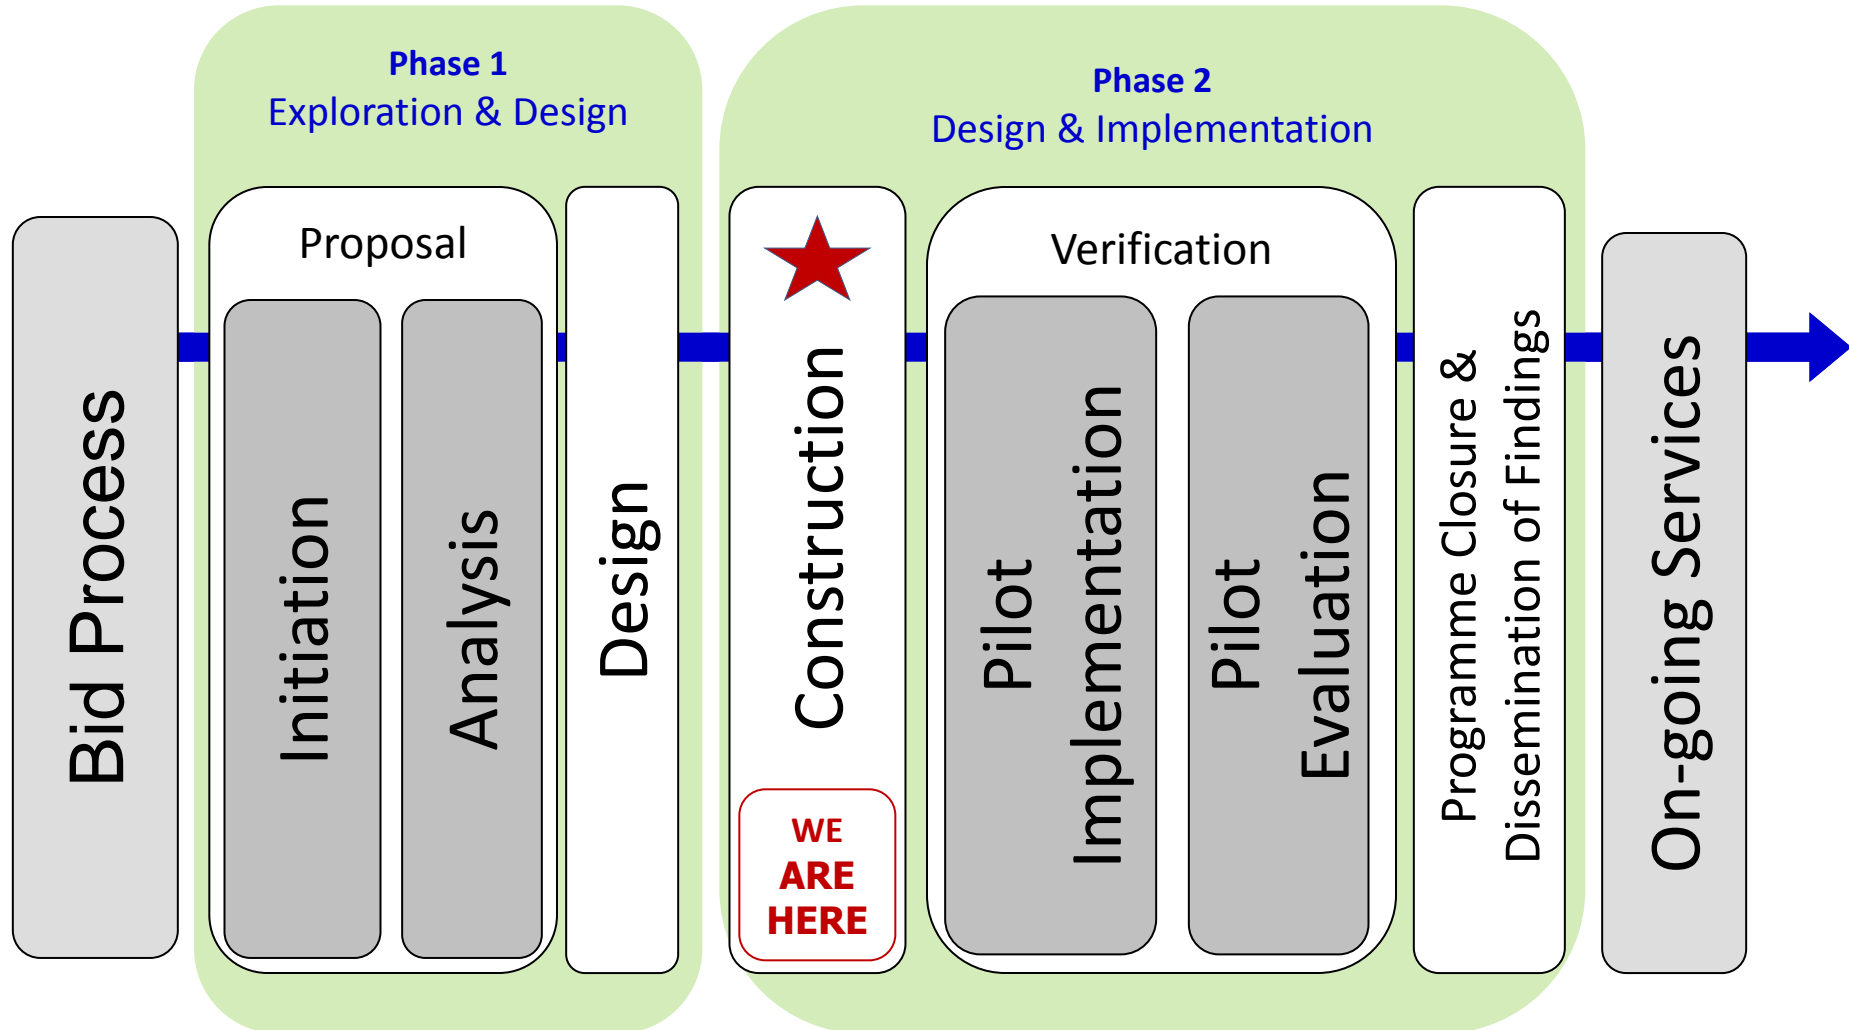 Phase 1
Exploration & Design
Phase 2
Design & Implementation
Bid Process
Proposal
Initiation
Analysis
Design
Construction
WE
ARE
HERE
Verification
Pilot
Implementation
Pilot
Evaluation
Programme Closure &
Dissemination of Findings
On-going Services